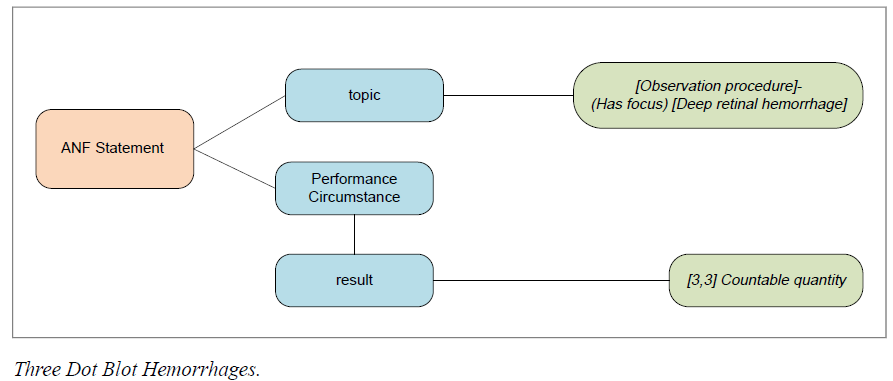 topic
[Observation procedure]-
(Has focus) [Deep retinal hemorrhage]
ANF Statement
Performance
Circumstance
result
[3,3] Countable quantity
Three Dot Blot Hemorrhages.